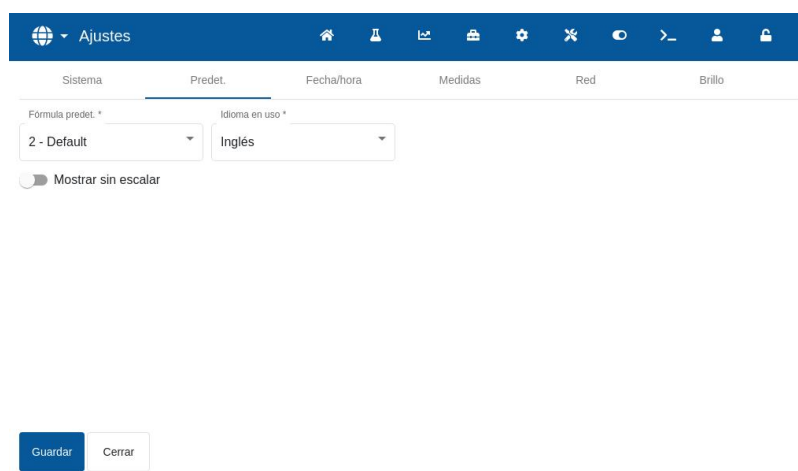 Ajustes
Sistema Predet. Fecha/hora Medidas Red Brillo
Fórmula predet. * Idioma en uso *
2 - Default Inglés
Mostrar sin escalar
Guardar Cerrar